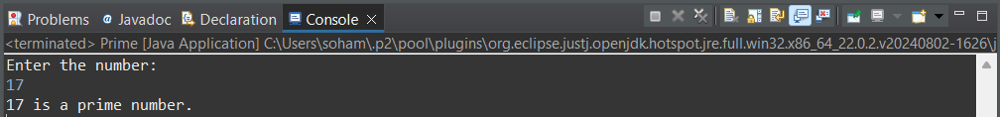 Problems @ Javadoc Declaration Console
<terminated> Prime [Java Application] C:\Users\soham\.p2\pool\plugins\org.eclipse.justj.openjdk.hotspot.jre.full.win32.x86_64_22.0.2.v20240802-1626\j
Enter the number:
17
17 is a prime number.